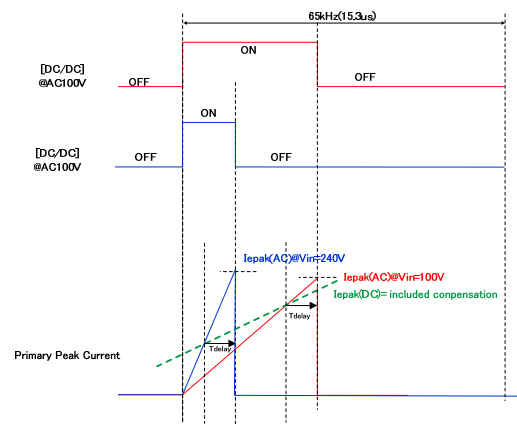 65kHz(15.3us)
[DC/DC]
@AC100V
OFF
ON
OFF
[DC/DC]
@AC100V
OFF
ON
OFF
Iepak(AC)@Vin=240V
Iepak(AC)@Vin=100V
Iepak(DC)= included conpensation
Tdelay
Tdelay
Primary Peak Current